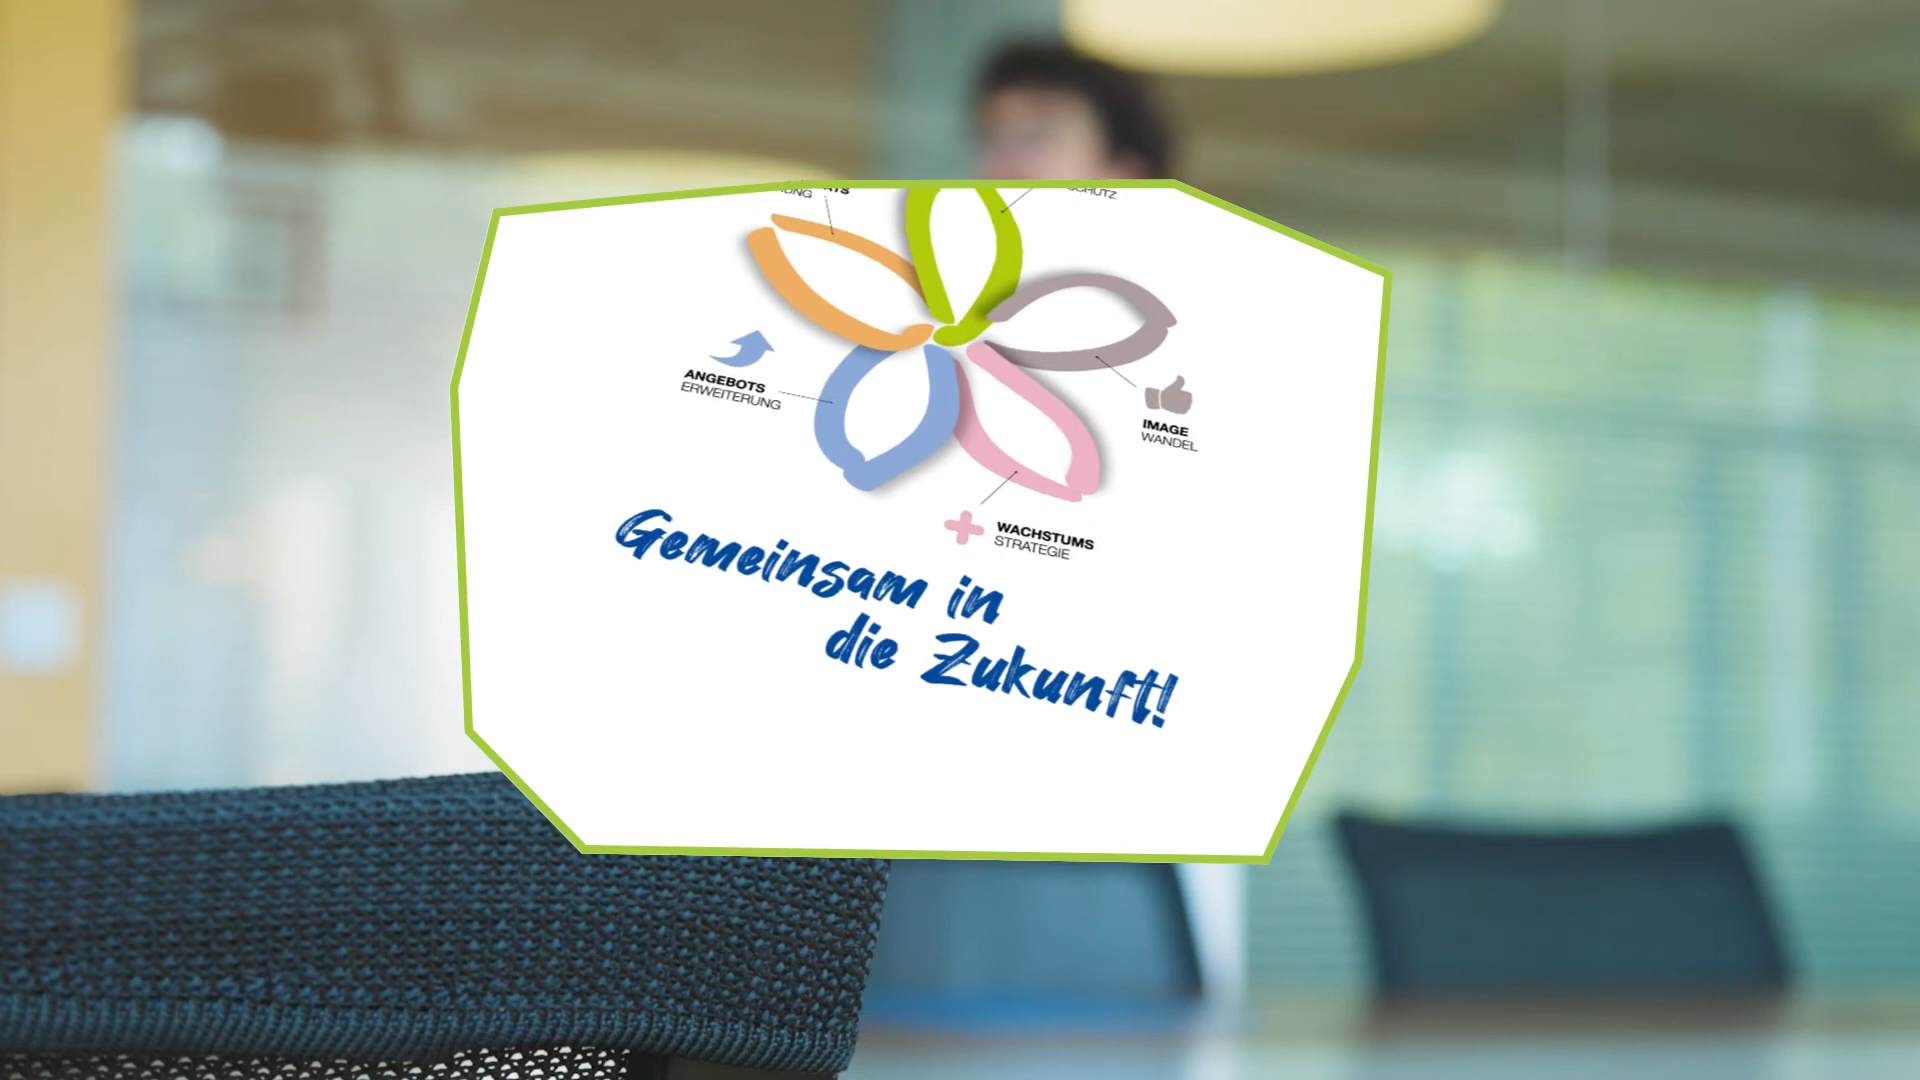 ANGEBOTS
ERWEITERUNG
IMAGE
WANDEL
WACHSTUMS
STRATEGIE
Gemeinsam in
die Zukunft!